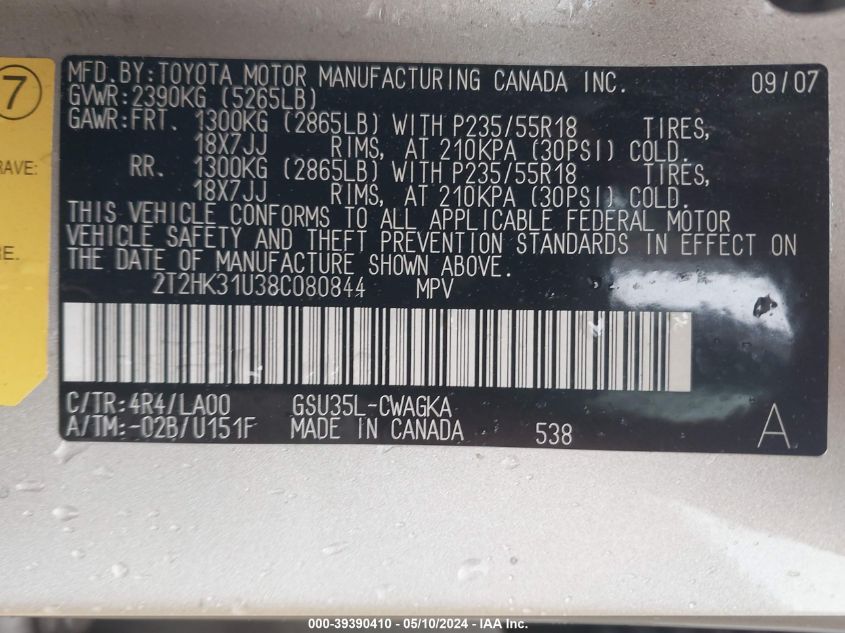 7
RAVE:
RE.
MFD. BY: TOYOTA MOTOR MANUFACTURING CANADA INC. 09/07
GVWR: 2390KG (5265LB)
GAWR: FRT. 1300KG (2865LB) WITH P235/55R18 TIRES,
18X7JJ RIMS, AT 210KPA (30PSI) COLD.
RR. 1300KG (2865LB) WITH P235/55R18 TIRES,
18X7JJ RIMS, AT 210KPA (30PSI) COLD.
THIS VEHICLE CONFORMS TO ALL APPLICABLE FEDERAL MOTOR
VEHICLE SAFETY AND THEFT PREVENTION STANDARDS IN EFFECT ON
THE DATE OF MANUFACTURE SHOWN ABOVE.
2T2HK31U38C080844 MPV
C/TR: 4R4/LA00 GSU35L-CWAGKA
A/TM: -02B/U151F MADE IN CANADA 538 A
000-39390410 - 05/10/2024 - IAA Inc.